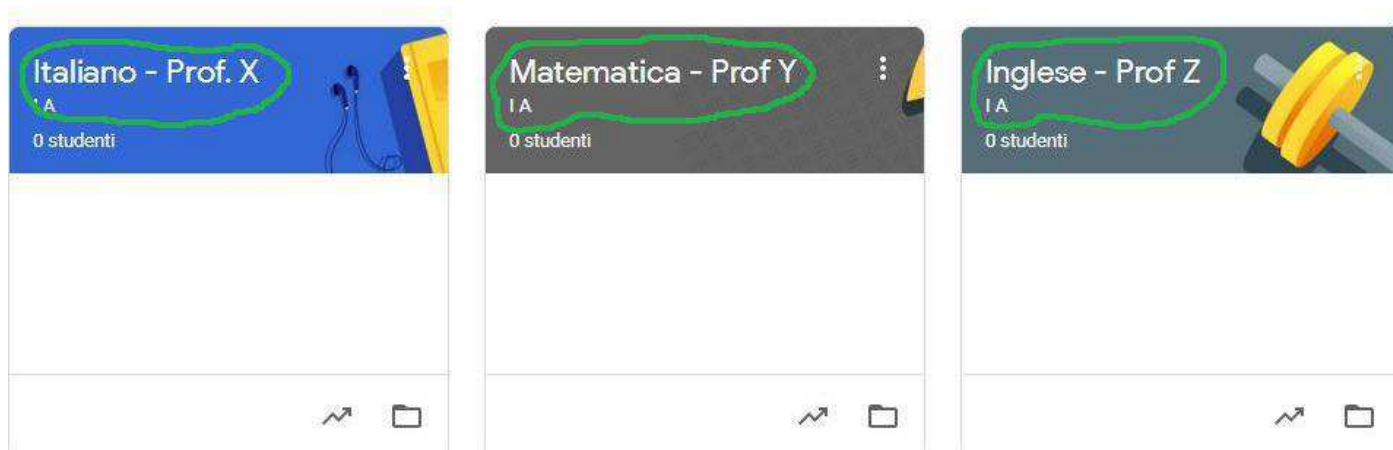 Italiano - Prof. X
I A
0 studenti
Matematica - Prof Y
I A
0 studenti
Inglese - Prof Z
I A
0 studenti